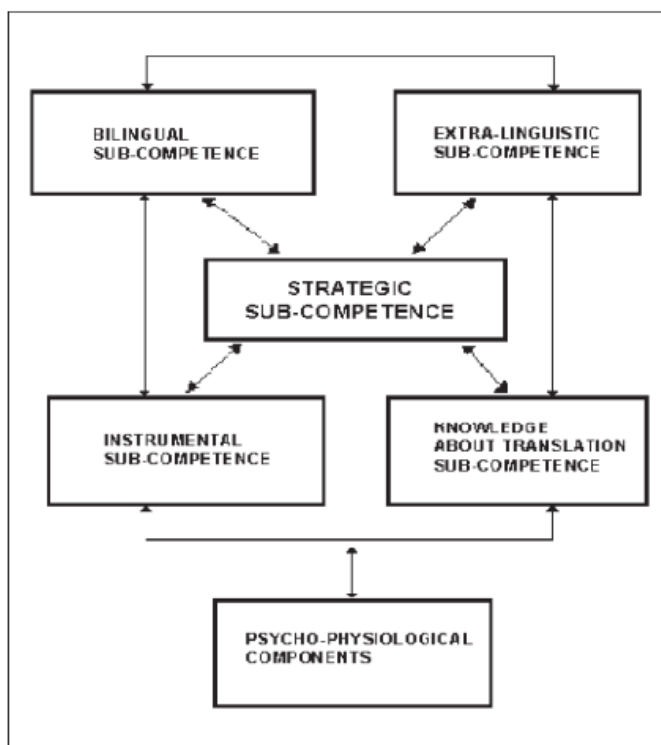 BILINGUAL
SUB-COMPETENCE
EXTRA-LINGUISTIC
SUB-COMPETENCE
STRATEGIC
SUB-COMPETENCE
INSTRUMENTAL
SUB-COMPETENCE
KNOWLEDGE
ABOUT TRANSLATION
SUB-COMPETENCE
PSYCHO-PHYSIOLOGICAL
COMPONENTS